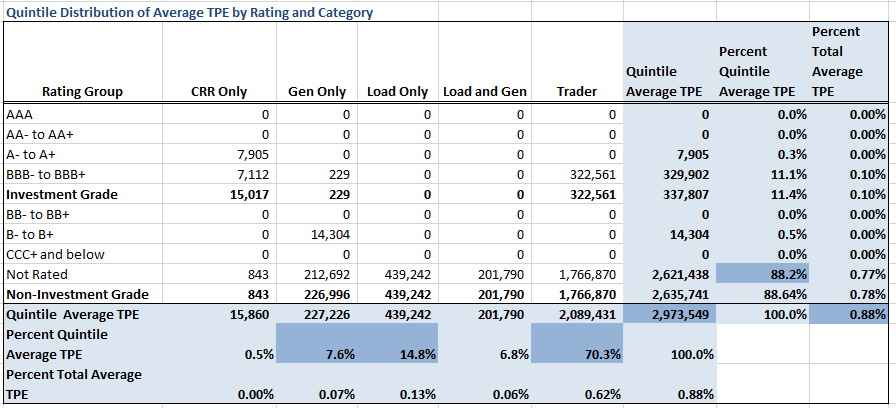 Quintile Distribution of Average TPE by Rating and Category
Rating Group CRR Only Gen Only Load Only Load and Gen Trader Quintile Average TPE Percent Quintile Average TPE Percent Total Average TPE
AAA 0 0 0 0 0 0 0.0% 0.00%
AA- to AA+ 0 0 0 0 0 0 0.0% 0.00%
A- to A+ 7,905 0 0 0 0 7,905 0.3% 0.00%
BBB- to BBB+ 7,112 229 0 0 322,561 329,902 11.1% 0.10%
Investment Grade 15,017 229 0 0 322,561 337,807 11.4% 0.10%
BB- to BB+ 0 0 0 0 0 0 0.0% 0.00%
B- to B+ 0 14,304 0 0 0 14,304 0.5% 0.00%
CCC+ and below 0 0 0 0 0 0 0.0% 0.00%
Not Rated 843 212,692 439,242 201,790 1,766,870 2,621,438 88.2% 0.77%
Non-Investment Grade 843 226,996 439,242 201,790 1,766,870 2,635,741 88.64% 0.78%
Quintile Average TPE 15,860 227,226 439,242 201,790 2,089,431 2,973,549 100.0% 0.88%
Percent Quintile
Average TPE 0.5% 7.6% 14.8% 6.8% 70.3% 100.0%
Percent Total Average
TPE 0.00% 0.07% 0.13% 0.06% 0.62% 0.88%